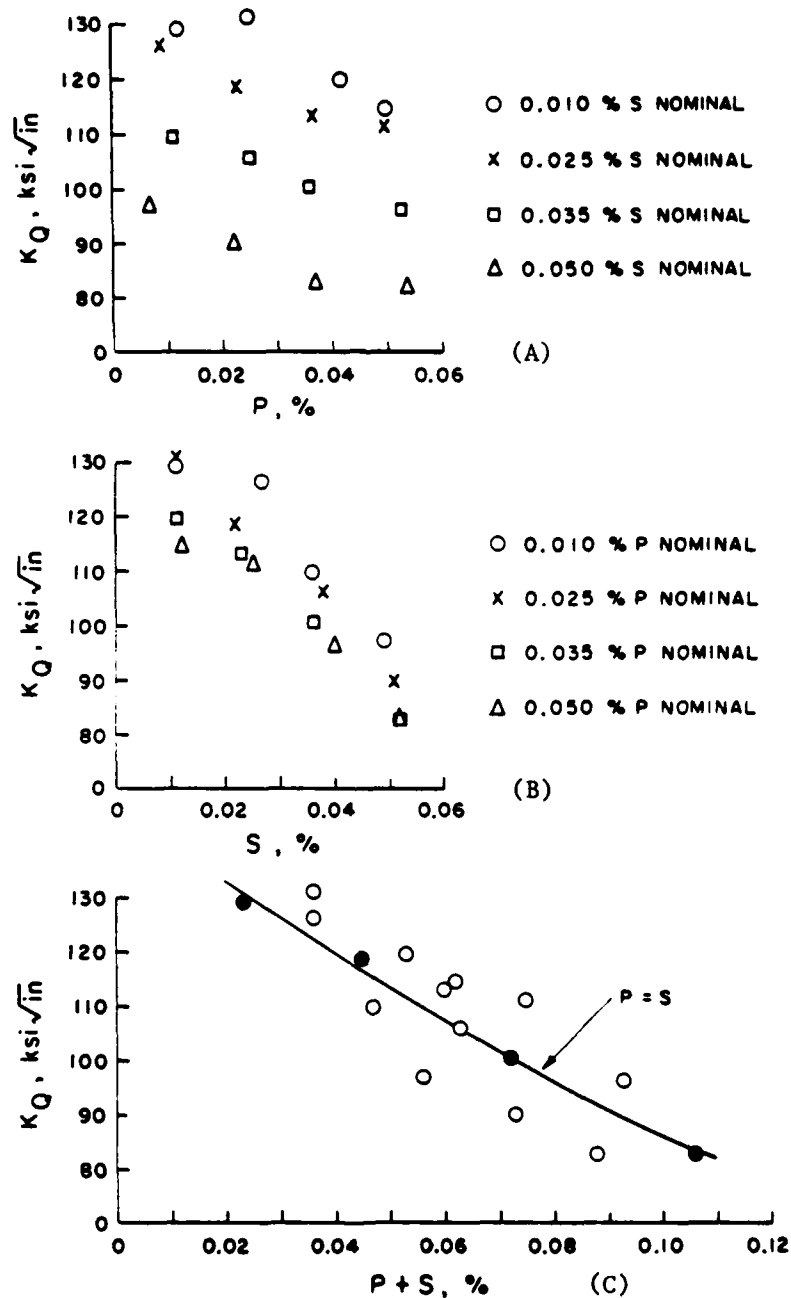 130
120
110
100
90
80
0
K_Q, ksi√in
0 0.02 0.04 0.06
P, %
O 0.010 % S NOMINAL
x 0.025 % S NOMINAL
□ 0.035 % S NOMINAL
Δ 0.050 % S NOMINAL
(A)
130
120
110
100
90
80
0
K_Q, ksi√in
0 0.02 0.04 0.06
S, %
O 0.010 % P NOMINAL
x 0.025 % P NOMINAL
□ 0.035 % P NOMINAL
Δ 0.050 % P NOMINAL
(B)
130
120
110
100
90
80
0
K_Q, ksi√in
P = S
0 0.02 0.04 0.06 0.08 0.10 0.12
P + S, % (C)